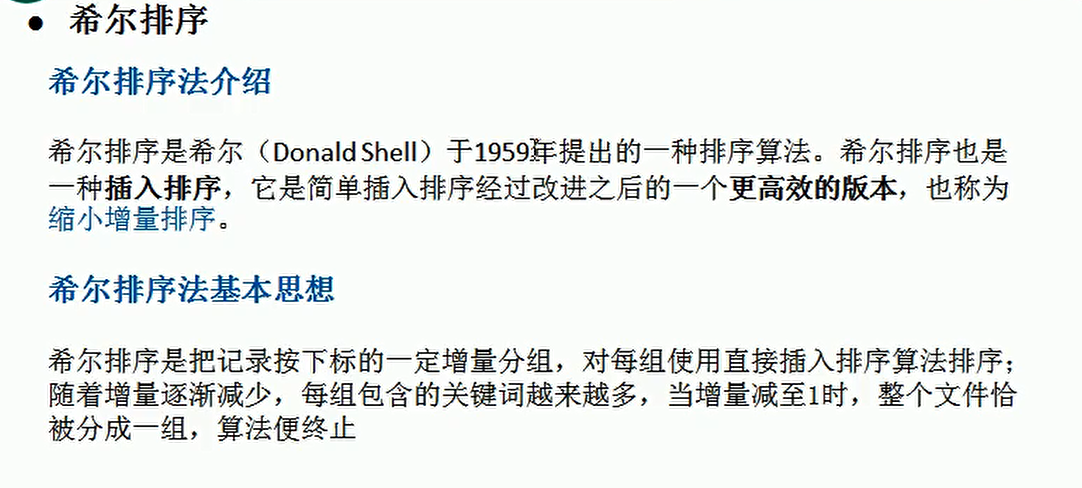 ● 希尔排序
希尔排序法介绍
希尔排序是希尔（Donald Shell）于1959年提出的一种排序算法。希尔排序也是
一种插入排序，它是简单插入排序经过改进之后的一个更高效的版本，也称为
缩小增量排序。
希尔排序法基本思想
希尔排序是把记录按下标的一定增量分组，对每组使用直接插入排序算法排序；
随着增量逐渐减少，每组包含的关键词越来越多，当增量减至1时，整个文件恰
被分成一组，算法便终止